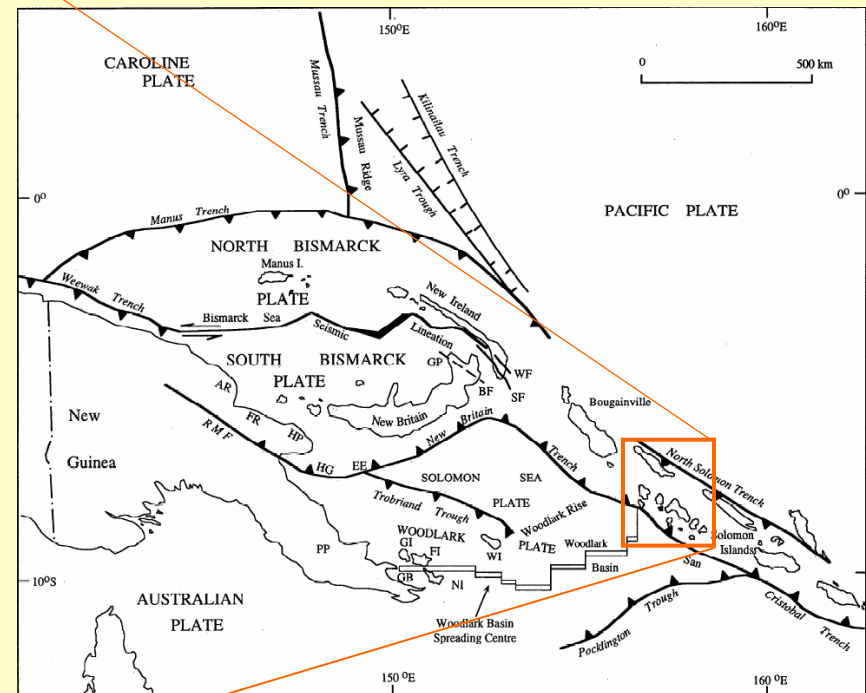 150°E
160°E
0 500 km
CAROLINE
PLATE
Mussau Trench
Mussau Ridge
Kilinailau Trench
Lyra Trough
0°
0°
PACIFIC PLATE
Manus Trench
NORTH BISMARCK
Manus I.
PLATE
Weewak Trench
New Ireland
Bismarck Sea Seismic Lineation
SOUTH BISMARCK
PLATE
GP
WF
BF
SF
AR
FR
HP
New Britain
Bougainville
New
Guinea
RMF
HG
EE
New Britain Trench
North Solomon Trench
SOLOMON SEA
PLATE
Trobriand Trough
Woodlark Rise
WOODLARK
PLATE
GI
FI
WI
Woodlark
Basin
Solomon
Islands
PP
GB
NI
10°S
AUSTRALIAN
PLATE
Woodlark Basin
Spreading Centre
San Cristobal Trench
Pocklington Trough
150°E
160°E